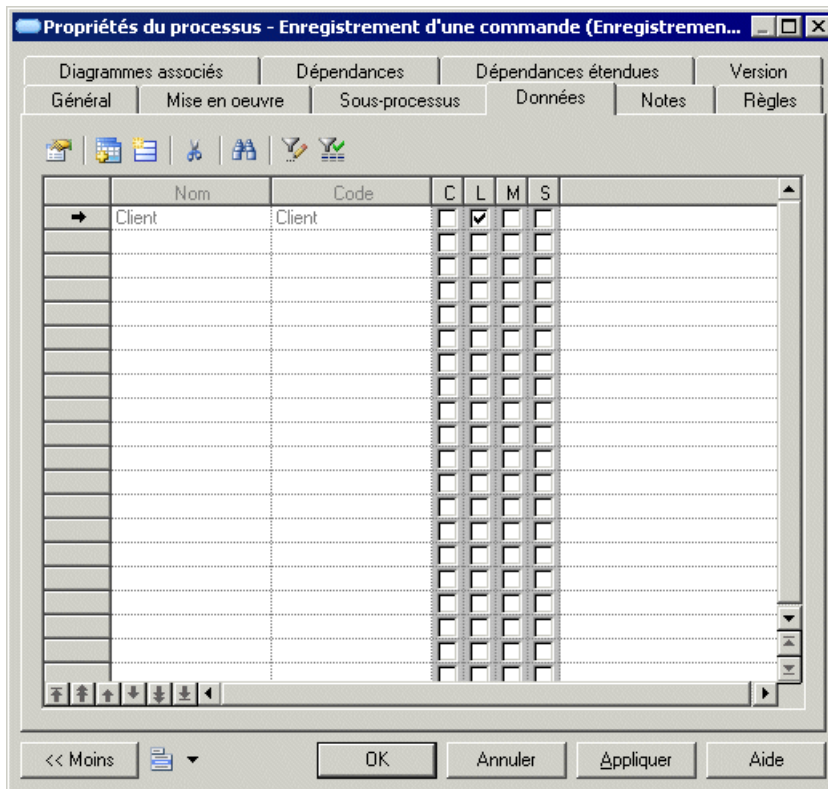 Propriétés du processus - Enregistrement d'une commande (Enregistremen...
Diagrammes associés Dépendances Dépendances étendues Version
Général Mise en oeuvre Sous-processus Données Notes Règles
Nom Code C L M S
Client Client
<< Moins OK Annuler Appliquer Aide